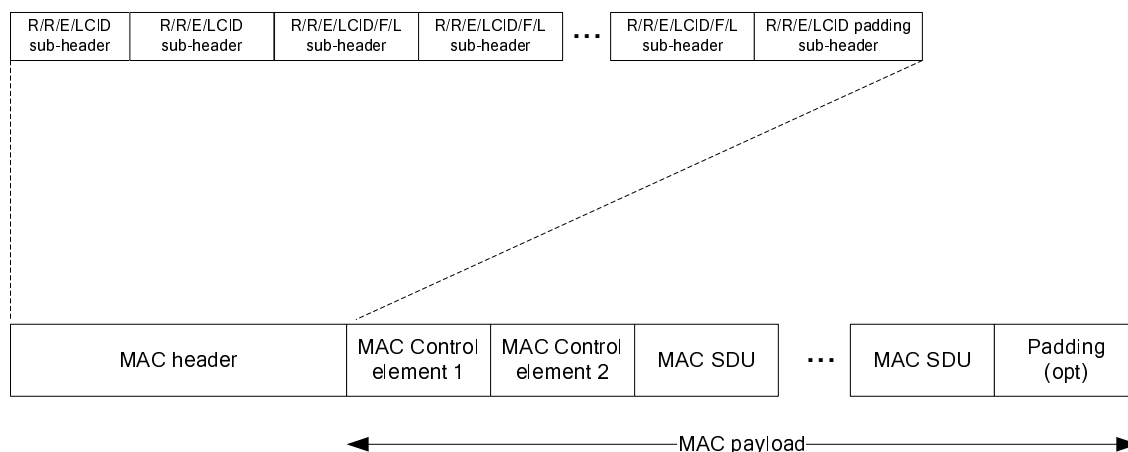 R/R/E/LCID
sub-header
R/R/E/LCID
sub-header
R/R/E/LCID/F/L
sub-header
R/R/E/LCID/F/L
sub-header
...
R/R/E/LCID/F/L
sub-header
R/R/E/LCID padding
sub-header
MAC header
MAC Control
element 1
MAC Control
element 2
MAC SDU
...
MAC SDU
Padding
(opt)
MAC payload